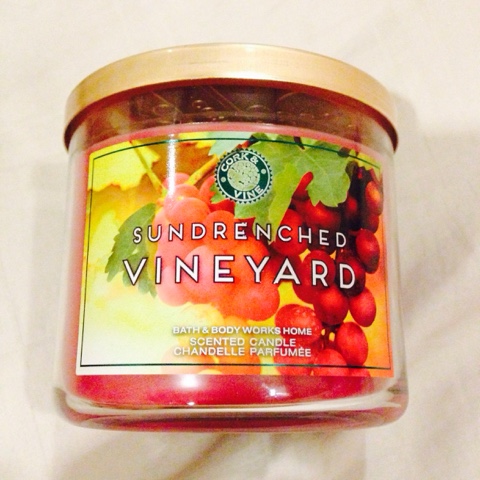 CORK &
VINE
SUNDRENCHED
VINEYARD
BATH & BODY WORKS HOME
SCENTED CANDLE
CHANDELLE PARFUMÉE